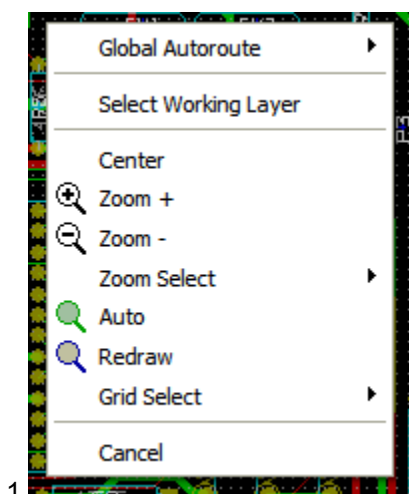 Global Autoroute
Select Working Layer
Center
Zoom +
Zoom -
Zoom Select
Auto
Redraw
Grid Select
Cancel
1